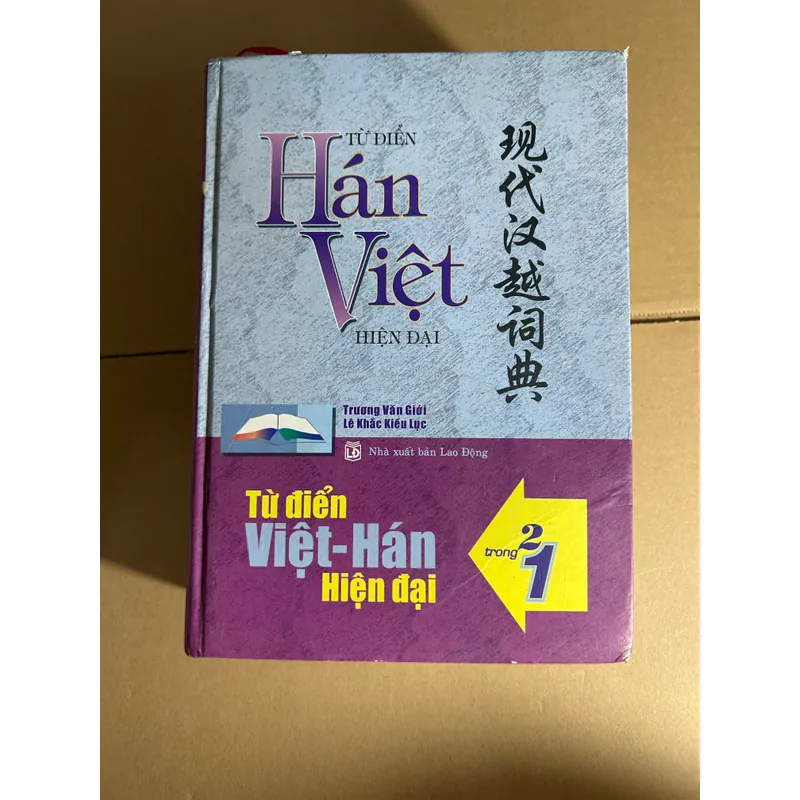 TỪ ĐIỂN
Hán
Việt
HIỆN ĐẠI
现代汉越词典
Trương Văn Giới
Lê Khắc Kiều Lục
LĐ
Nhà xuất bản Lao Động
Từ điển
Việt-Hán
Hiện đại
2
trong
1